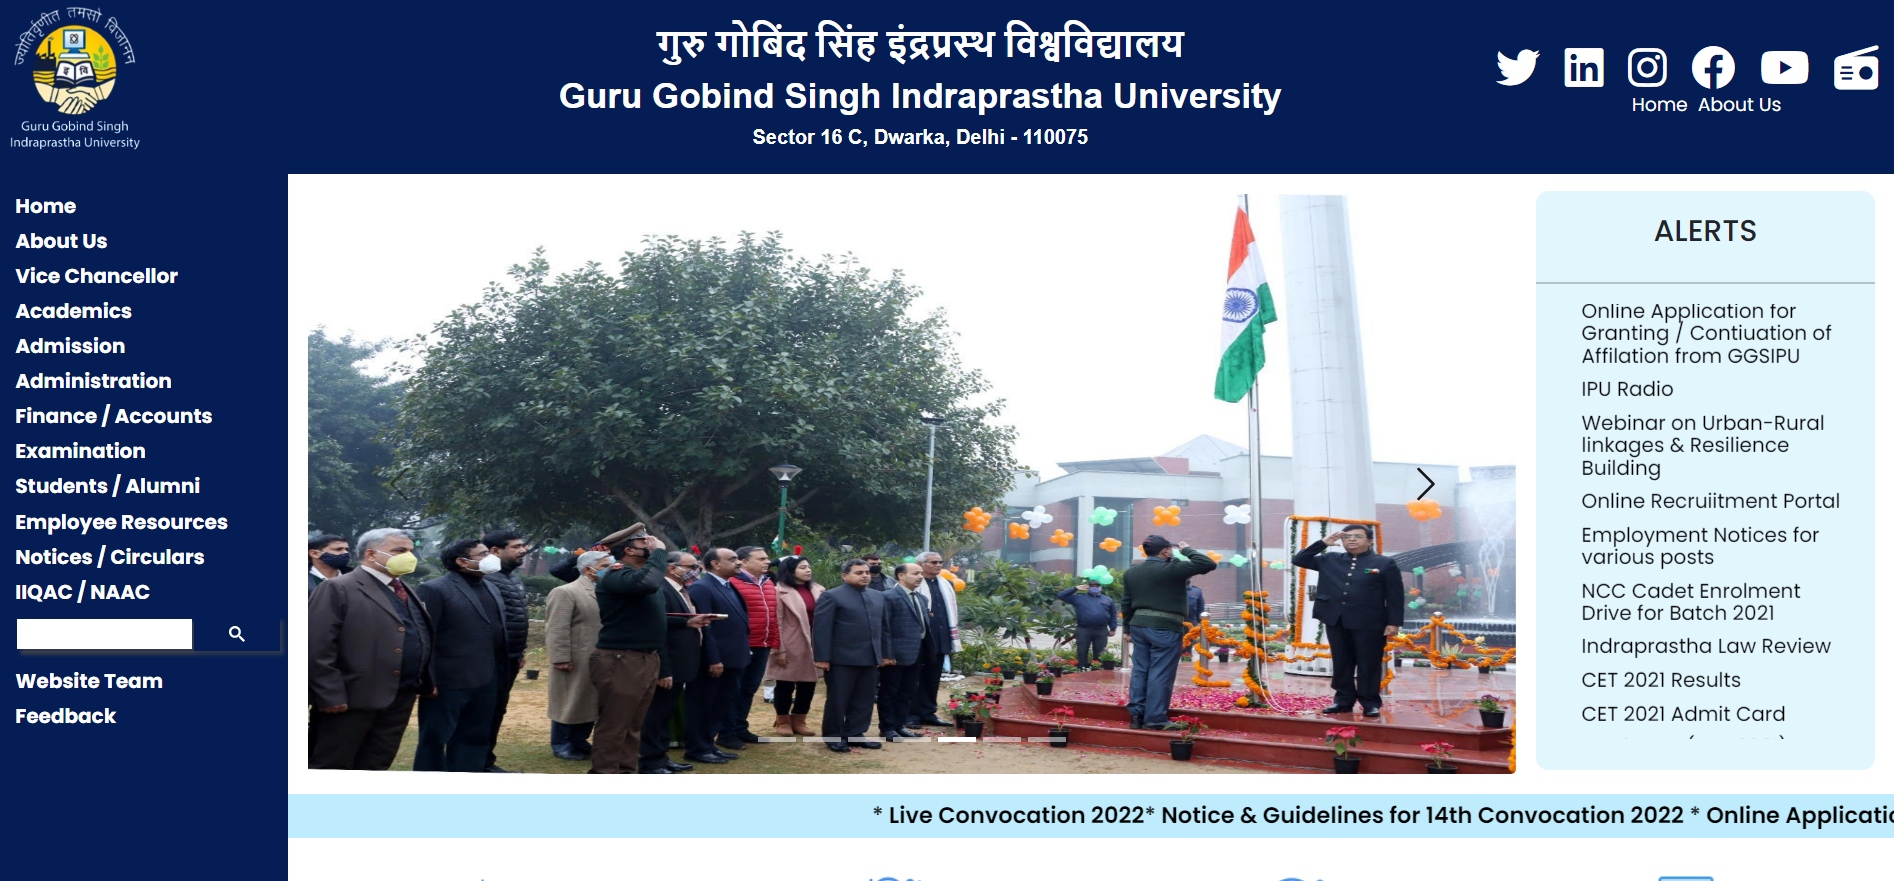 ज्योतिर्वृणीत तमसो विजानन
इ वि
Guru Gobind Singh
Indraprastha University
गुरु गोबिंद सिंह इंद्रप्रस्थ विश्वविद्यालय
Guru Gobind Singh Indraprastha University
Sector 16 C, Dwarka, Delhi - 110075
Home About Us
Home
About Us
Vice Chancellor
Academics
Admission
Administration
Finance / Accounts
Examination
Students / Alumni
Employee Resources
Notices / Circulars
IIQAC / NAAC
Website Team
Feedback
ALERTS
Online Application for
Granting / Contiuation of
Affilation from GGSIPU
IPU Radio
Webinar on Urban-Rural
linkages & Resilience
Building
Online Recruiitment Portal
Employment Notices for
various posts
NCC Cadet Enrolment
Drive for Batch 2021
Indraprastha Law Review
CET 2021 Results
CET 2021 Admit Card
* Live Convocation 2022* Notice & Guidelines for 14th Convocation 2022 * Online Applicatio